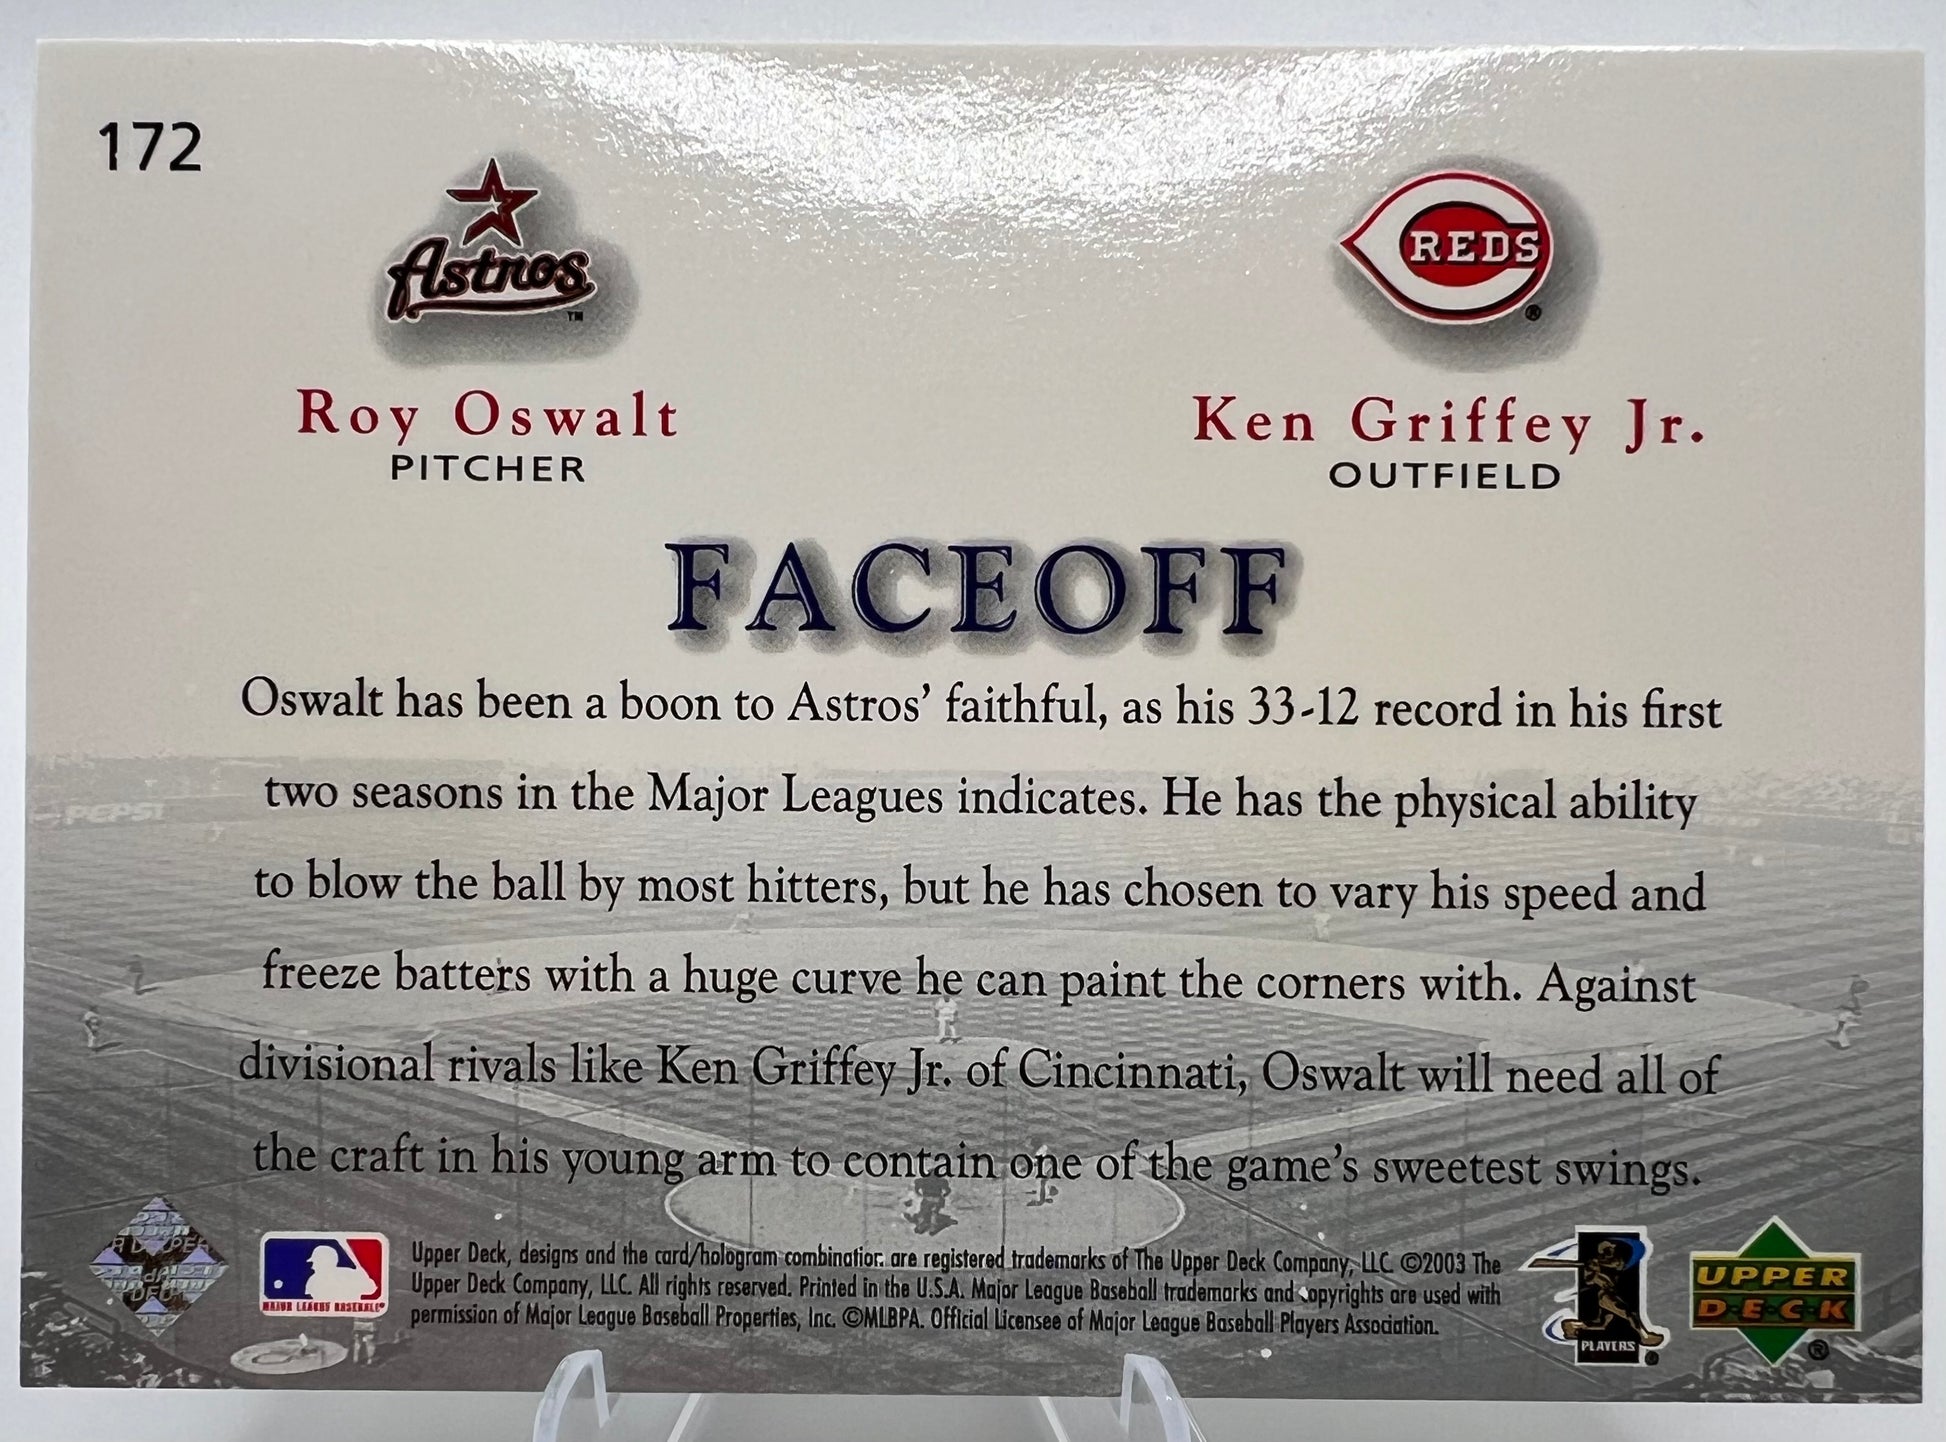 172
Astros
TM
REDS
®
Roy Oswalt
PITCHER
Ken Griffey Jr.
OUTFIELD
FACEOFF
Oswalt has been a boon to Astros' faithful, as his 33-12 record in his first
two seasons in the Major Leagues indicates. He has the physical ability
to blow the ball by most hitters, but he has chosen to vary his speed and
freeze batters with a huge curve he can paint the corners with. Against
divisional rivals like Ken Griffey Jr. of Cincinnati, Oswalt will need all of
the craft in his young arm to contain one of the game's sweetest swings.
PEPSI
MAJOR LEAGUE BASEBALL®
Upper Deck, designs and the card/hologram combination are registered trademarks of The Upper Deck Company, LLC ©2003 The
Upper Deck Company, LLC. All rights reserved. Printed in the U.S.A. Major League Baseball trademarks and copyrights are used with
permission of Major League Baseball Properties, Inc. ©MLBPA. Official Licensee of Major League Baseball Players Association.
PLAYERS
®
UPPER
DECK
®